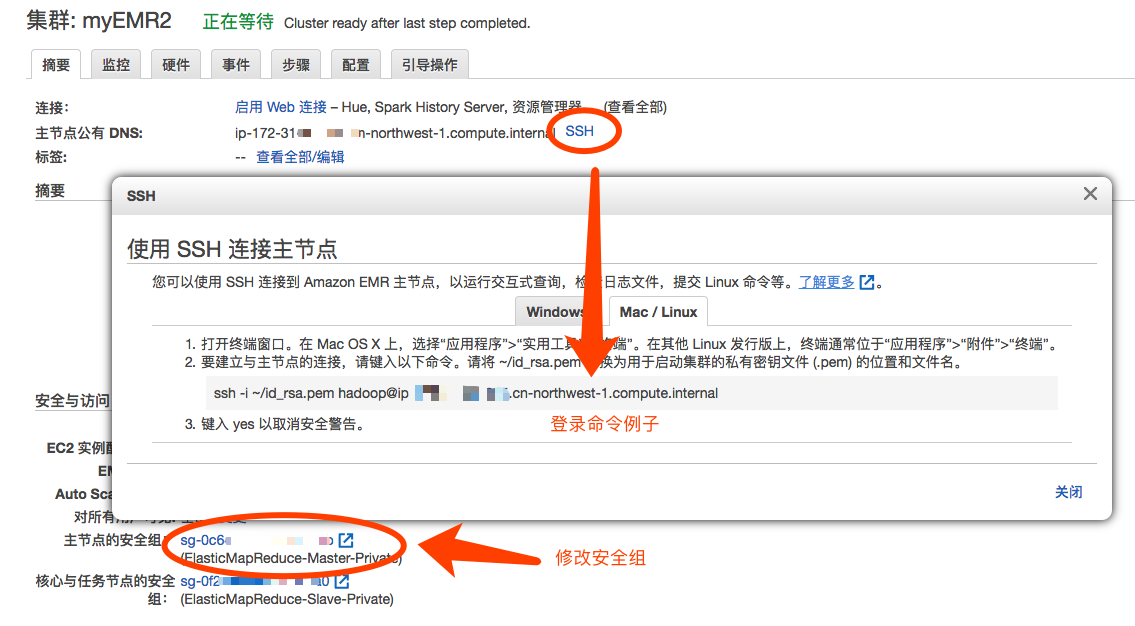 集群: myEMR2 正在等待 Cluster ready after last step completed.
摘要 监控 硬件 事件 步骤 配置 引导操作
连接: 启用 Web 连接 – Hue, Spark History Server, 资源管理器 (查看全部)
主节点公有 DNS: ip-172-31 n-northwest-1.compute.internal SSH
标签: -- 查看全部/编辑
摘要
SSH
使用 SSH 连接主节点
您可以使用 SSH 连接到 Amazon EMR 主节点，以运行交互式查询，检 日志文件，提交 Linux 命令等。了解更多。
Windows Mac / Linux
1. 打开终端窗口。在 Mac OS X 上，选择“应用程序”>“实用工具 端”。在其他 Linux 发行版上，终端通常位于“应用程序”>“附件”>“终端”。
2. 要建立与主节点的连接，请键入以下命令。请将 ~/id_rsa.pem 换为用于启动集群的私有密钥文件 (.pem) 的位置和文件名。
ssh -i ~/id_rsa.pem hadoop@ip .cn-northwest-1.compute.internal
登录命令例子
3. 键入 yes 以取消安全警告。
关闭
安全与访问
EC2 实例
Auto Sca
对所有用户可见:
主节点的安全组: sg-0c6
(ElasticMapReduce-Master-Private)
修改安全组
核心与任务节点的安全组: sg-0f2
(ElasticMapReduce-Slave-Private)